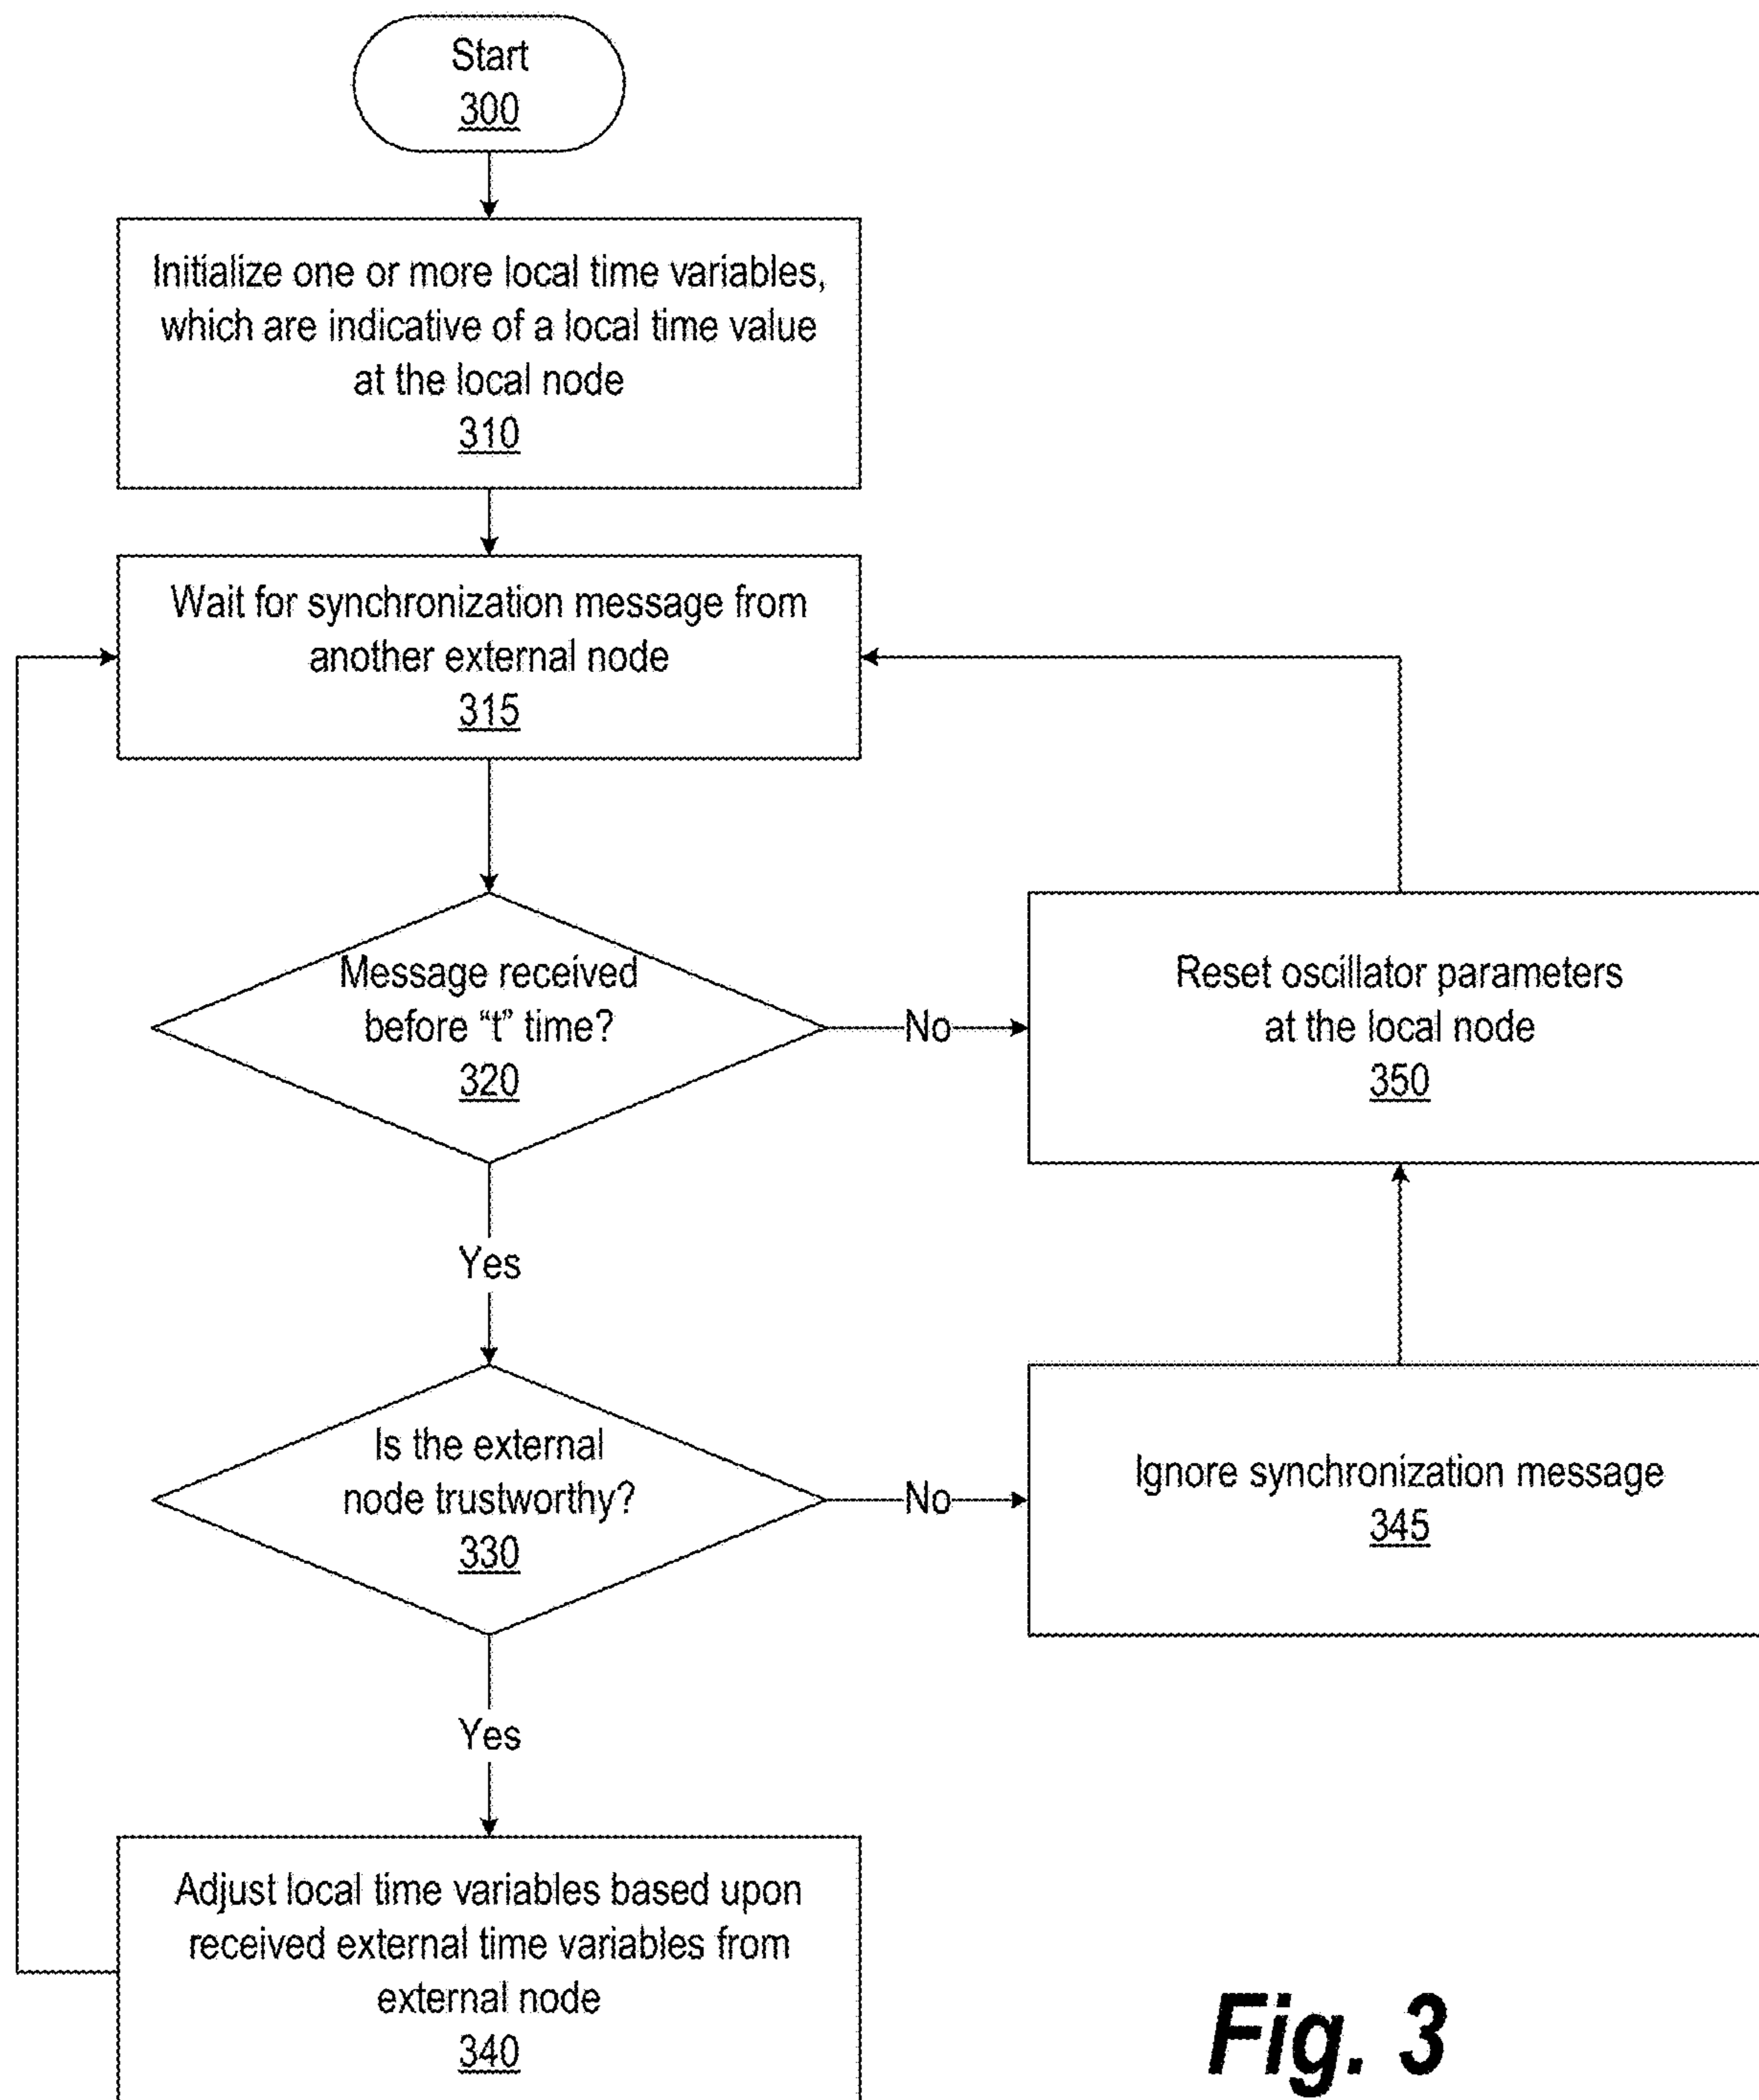 Start
300
Initialize one or more local time variables,
which are indicative of a local time value
at the local node
310
Wait for synchronization message from
another external node
315
Message received
before “t” time?
320
No
Reset oscillator parameters
at the local node
350
Yes
Is the external
node trustworthy?
330
No
Ignore synchronization message
345
Yes
Adjust local time variables based upon
received external time variables from
external node
340
Fig. 3